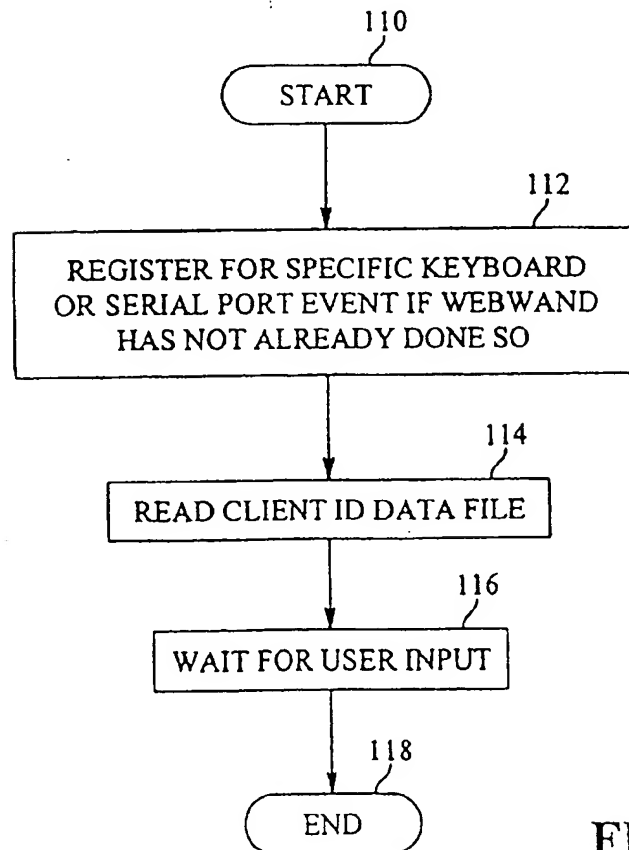 110
START
112
REGISTER FOR SPECIFIC KEYBOARD
OR SERIAL PORT EVENT IF WEBWAND
HAS NOT ALREADY DONE SO
114
READ CLIENT ID DATA FILE
116
WAIT FOR USER INPUT
118
END